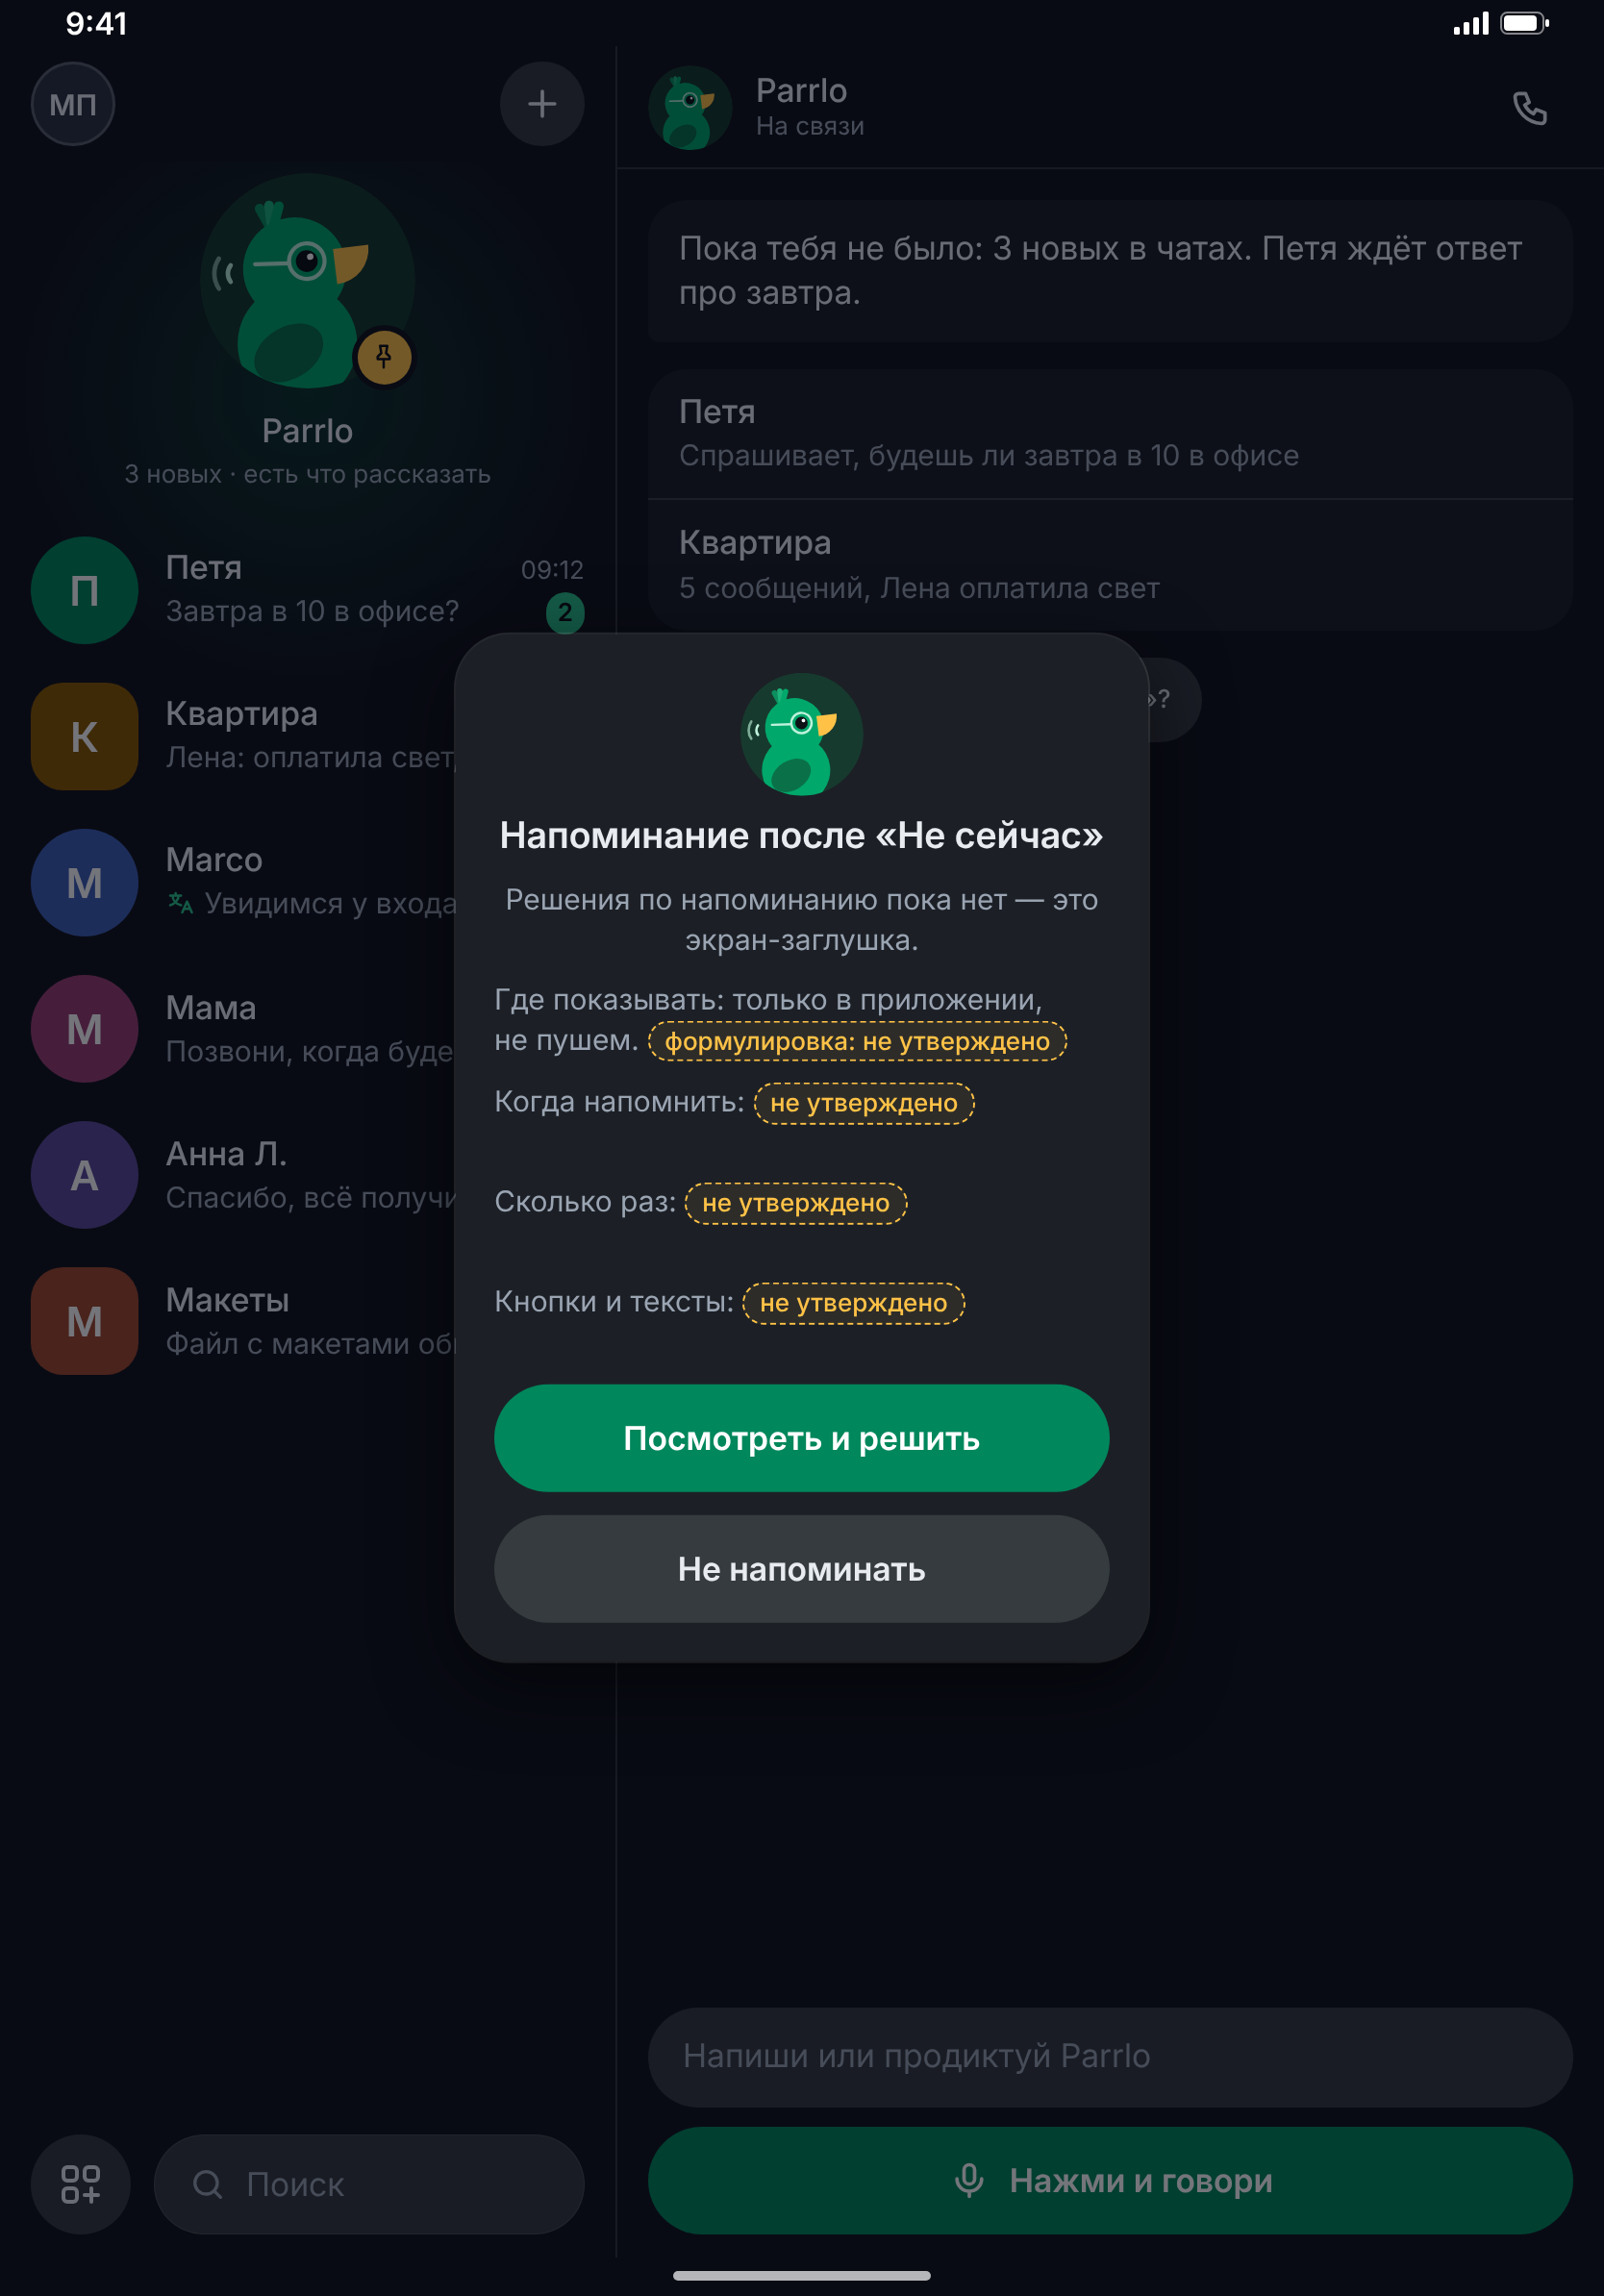 9:41
МП
Parrlo
3 новых · есть что рассказать
Петя
09:12
П
Завтра в 10 в офисе?
2
К
Квартира
Лена: оплатила свет,
M
Marco
Увидимся у входа
М
Мама
Позвони, когда буде
А
Анна Л.
Спасибо, всё получи
М
Макеты
Файл с макетами об
Поиск
Parrlo
На связи
Пока тебя не было: 3 новых в чатах. Петя ждёт ответ
про завтра.
Петя
Спрашивает, будешь ли завтра в 10 в офисе
Квартира
5 сообщений, Лена оплатила свет
»?
Напоминание после «Не сейчас»
Решения по напоминанию пока нет — это
экран-заглушка.
Где показывать: только в приложении,
не пушем. формулировка: не утверждено
Когда напомнить: не утверждено
Сколько раз: не утверждено
Кнопки и тексты: не утверждено
Посмотреть и решить
Не напоминать
Напиши или продиктуй Parrlo
Нажми и говори